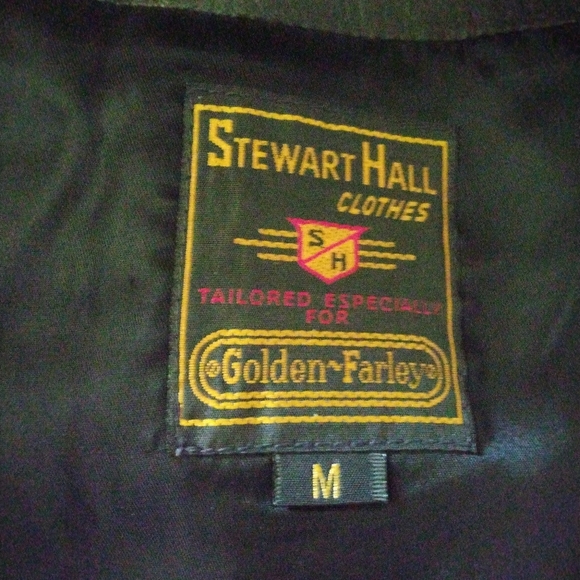 STEWART HALL
CLOTHES
S
H
TAILORED ESPECIALLY
FOR
Golden~Farley
M